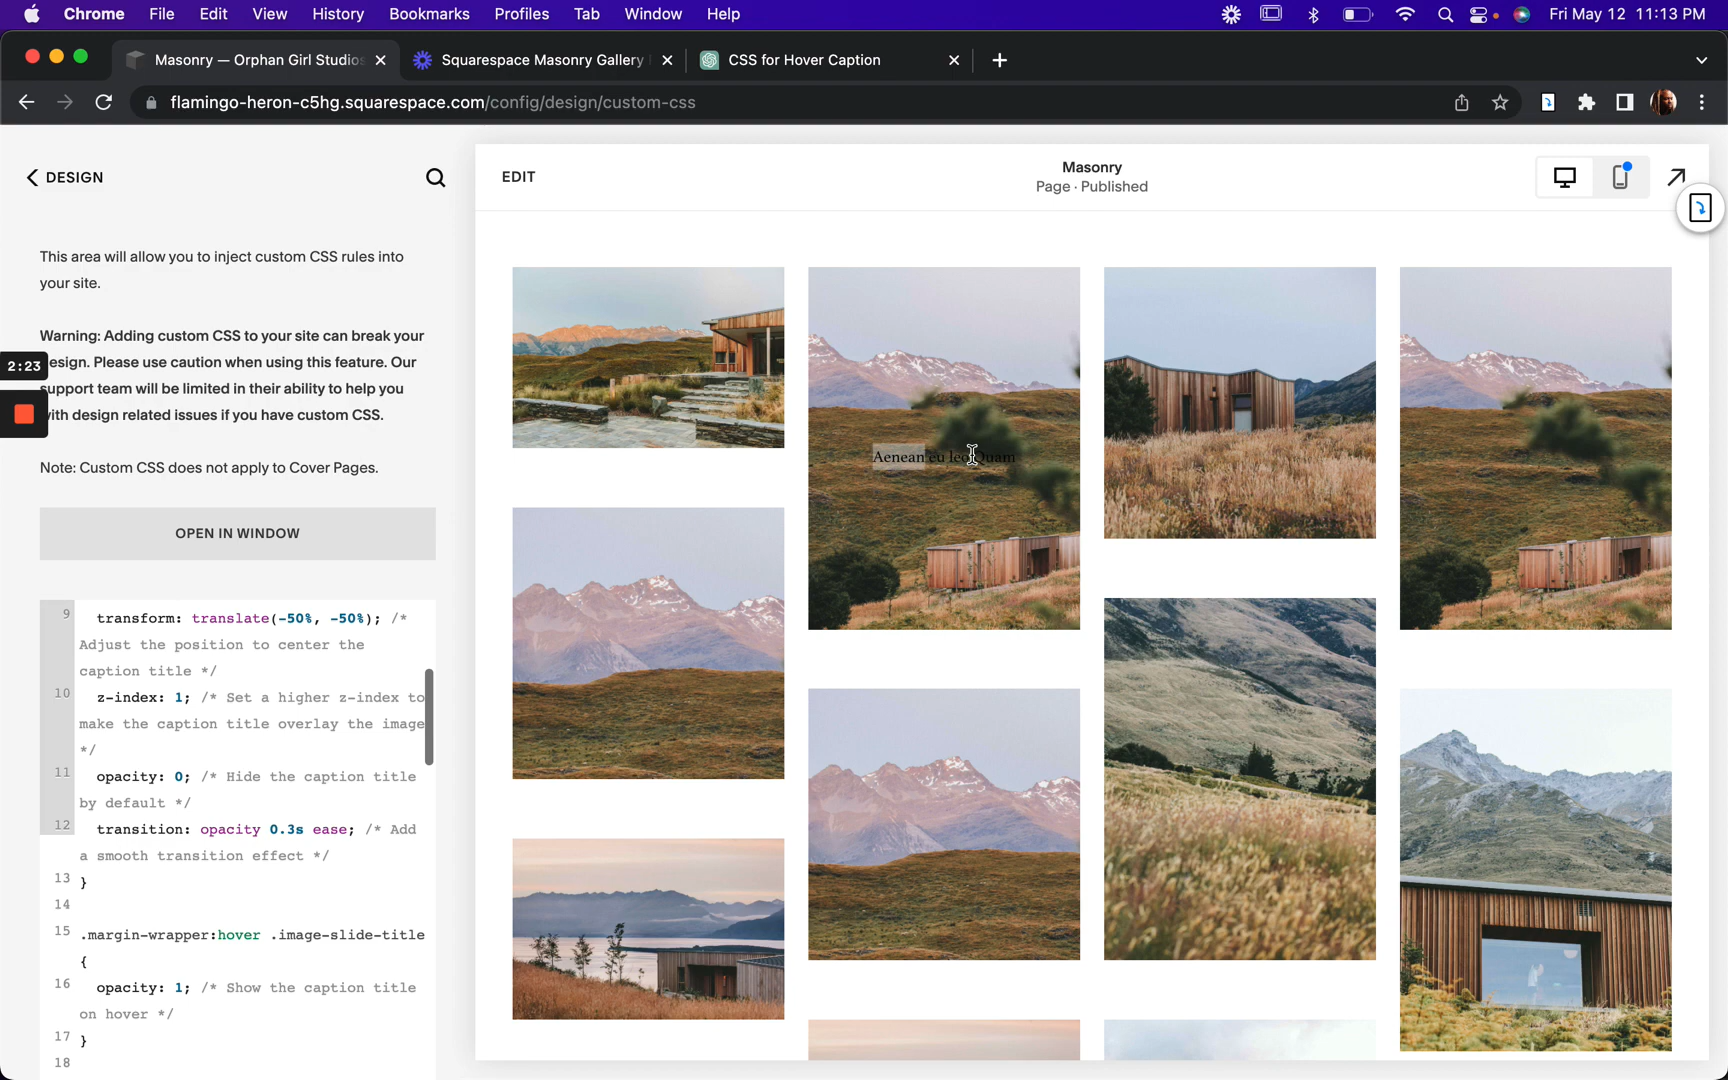 Chrome File Edit View History Bookmarks Profiles Tab Window Help Fri May 12 11:13 PM
Masonry — Orphan Girl Studios Squarespace Masonry Gallery CSS for Hover Caption
flamingo-heron-c5hg.squarespace.com/config/design/custom-css
DESIGN
This area will allow you to inject custom CSS rules into
your site.
Warning: Adding custom CSS to your site can break your
esign. Please use caution when using this feature. Our
upport team will be limited in their ability to help you
ith design related issues if you have custom CSS.
Note: Custom CSS does not apply to Cover Pages.
2:23
OPEN IN WINDOW
9 transform: translate(-50%, -50%); /*
Adjust the position to center the
caption title */
10 z-index: 1; /* Set a higher z-index to
make the caption title overlay the image
*/
11 opacity: 0; /* Hide the caption title
by default */
12 transition: opacity 0.3s ease; /* Add
a smooth transition effect */
13 }
14
15 .margin-wrapper:hover .image-slide-title
{
16 opacity: 1; /* Show the caption title
on hover */
17 }
18
EDIT
Masonry
Page · Published
Aenean eu leo Quam